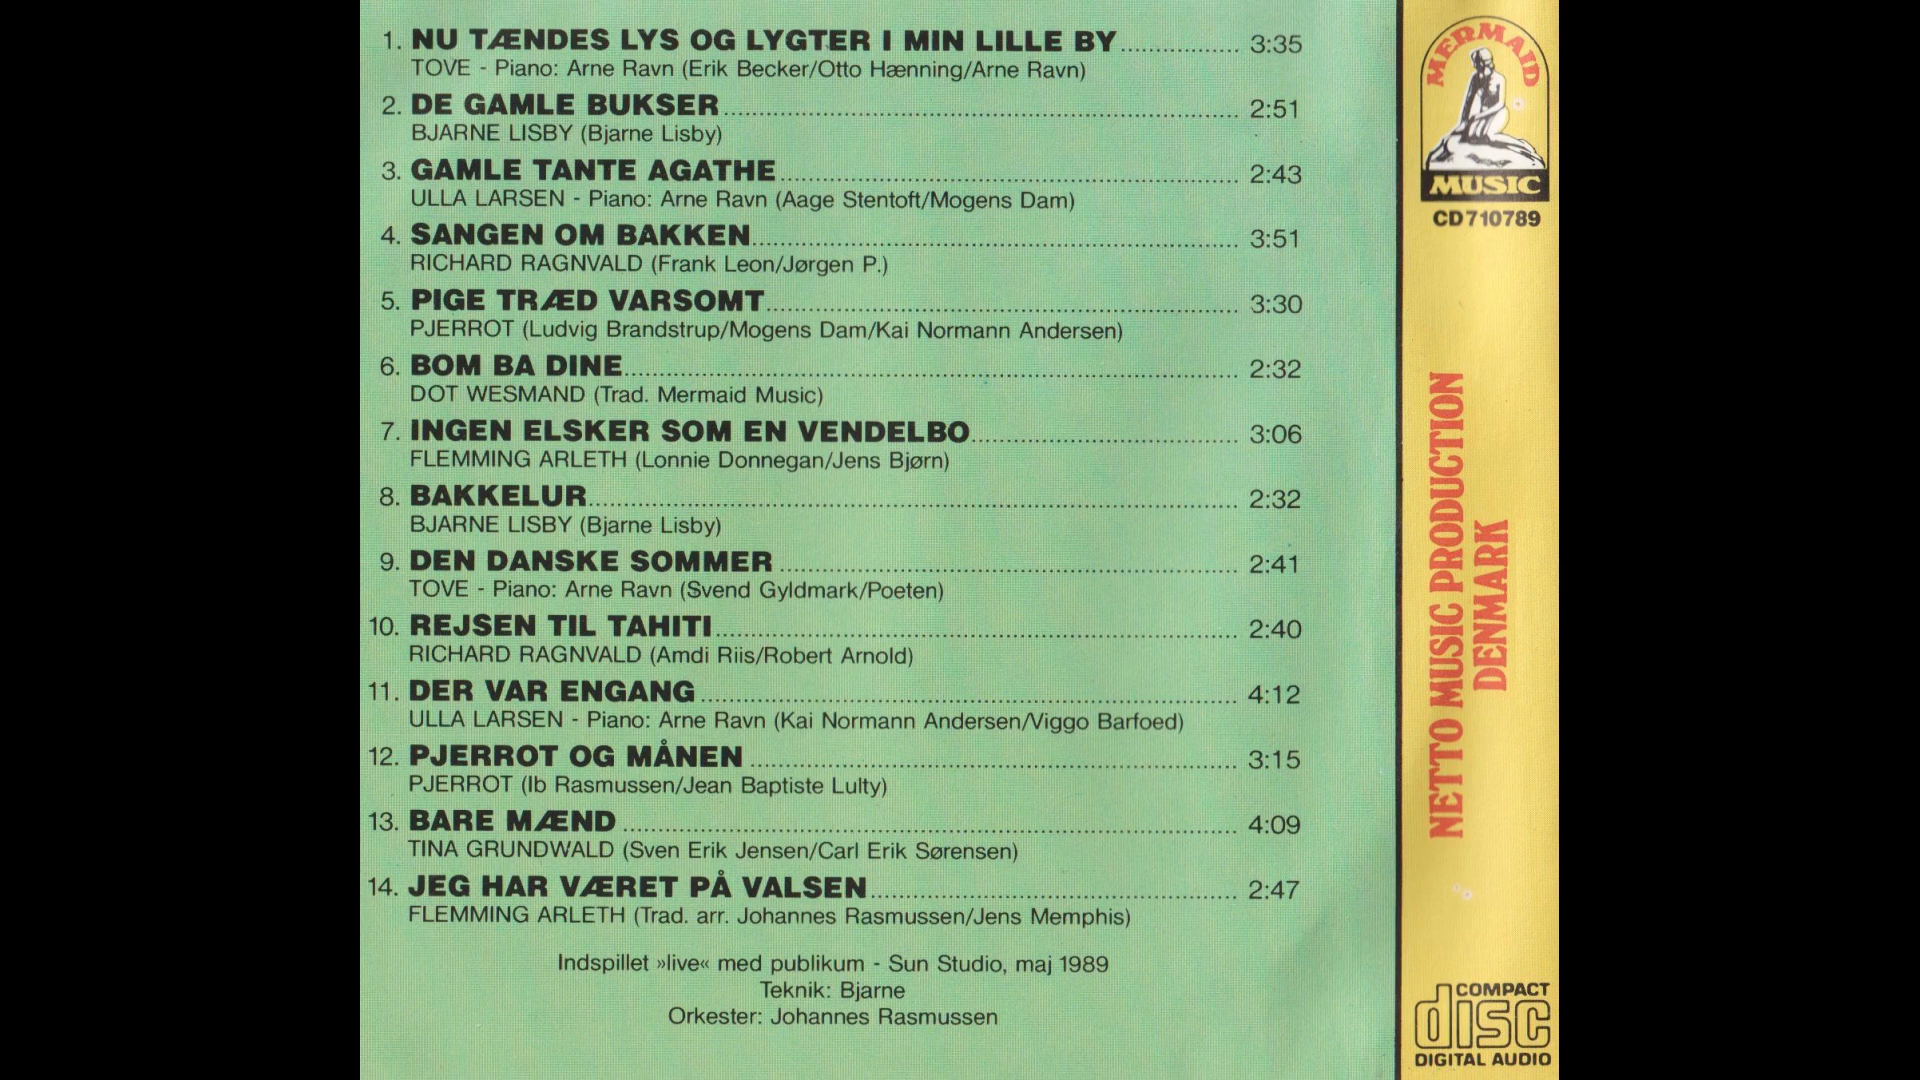 1. NU TÆNDES LYS OG LYGTER I MIN LILLE BY 3:35
TOVE - Piano: Arne Ravn (Erik Becker/Otto Hænning/Arne Ravn)
2. DE GAMLE BUKSER 2:51
BJARNE LISBY (Bjarne Lisby)
3. GAMLE TANTE AGATHE 2:43
ULLA LARSEN - Piano: Arne Ravn (Aage Stentoft/Mogens Dam)
4. SANGEN OM BAKKEN 3:51
RICHARD RAGNVALD (Frank Leon/Jørgen P.)
5. PIGE TRÆD VARSOMT 3:30
PJERROT (Ludvig Brandstrup/Mogens Dam/Kai Normann Andersen)
6. BOM BA DINE 2:32
DOT WESMAND (Trad. Mermaid Music)
7. INGEN ELSKER SOM EN VENDELBO 3:06
FLEMMING ARLETH (Lonnie Donnegan/Jens Bjørn)
8. BAKKELUR 2:32
BJARNE LISBY (Bjarne Lisby)
9. DEN DANSKE SOMMER 2:41
TOVE - Piano: Arne Ravn (Svend Gyldmark/Poeten)
10. REJSEN TIL TAHITI 2:40
RICHARD RAGNVALD (Amdi Riis/Robert Arnold)
11. DER VAR ENGANG 4:12
ULLA LARSEN - Piano: Arne Ravn (Kai Normann Andersen/Viggo Barfoed)
12. PJERROT OG MÅNEN 3:15
PJERROT (Ib Rasmussen/Jean Baptiste Lulty)
13. BARE MÆND 4:09
TINA GRUNDWALD (Sven Erik Jensen/Carl Erik Sørensen)
14. JEG HAR VÆRET PÅ VALSEN 2:47
FLEMMING ARLETH (Trad. arr. Johannes Rasmussen/Jens Memphis)
Indspillet »live« med publikum - Sun Studio, maj 1989
Teknik: Bjarne
Orkester: Johannes Rasmussen
MERMAID
MUSIC
CD 710789
NETTO MUSIC PRODUCTION
DENMARK
COMPACT
disc
DIGITAL AUDIO